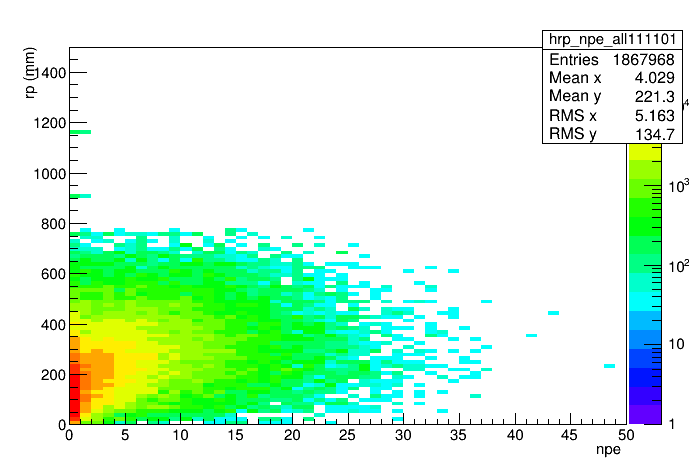 hrp_npe_all111101
Entries 1867968
Mean x 4.029
Mean y 221.3
RMS x 5.163
RMS y 134.7
rp (mm)
1400
1200
1000
800
600
400
200
0
0 5 10 15 20 25 30 35 40 45 50
npe
4
10³
10²
10
1